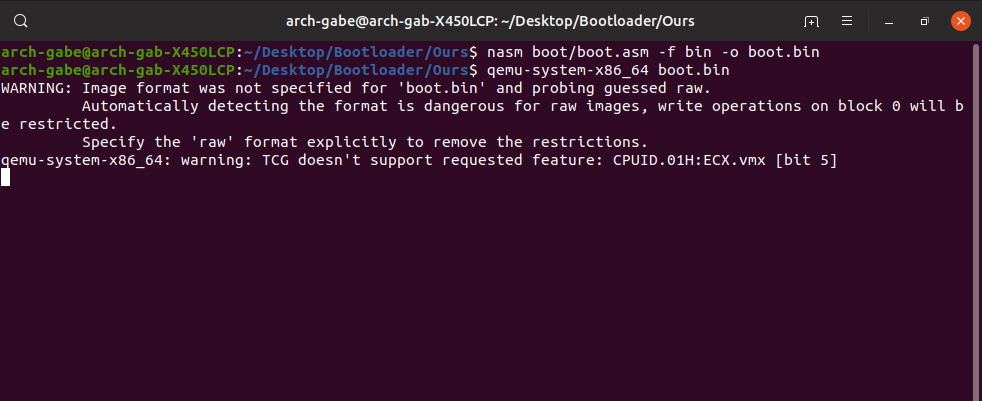 arch-gabe@arch-gab-X450LCP: ~/Desktop/Bootloader/Ours
arch-gabe@arch-gab-X450LCP:~/Desktop/Bootloader/Ours$ nasm boot/boot.asm -f bin -o boot.bin
arch-gabe@arch-gab-X450LCP:~/Desktop/Bootloader/Ours$ qemu-system-x86_64 boot.bin
WARNING: Image format was not specified for 'boot.bin' and probing guessed raw.
         Automatically detecting the format is dangerous for raw images, write operations on block 0 will b
e restricted.
         Specify the 'raw' format explicitly to remove the restrictions.
qemu-system-x86_64: warning: TCG doesn't support requested feature: CPUID.01H:ECX.vmx [bit 5]